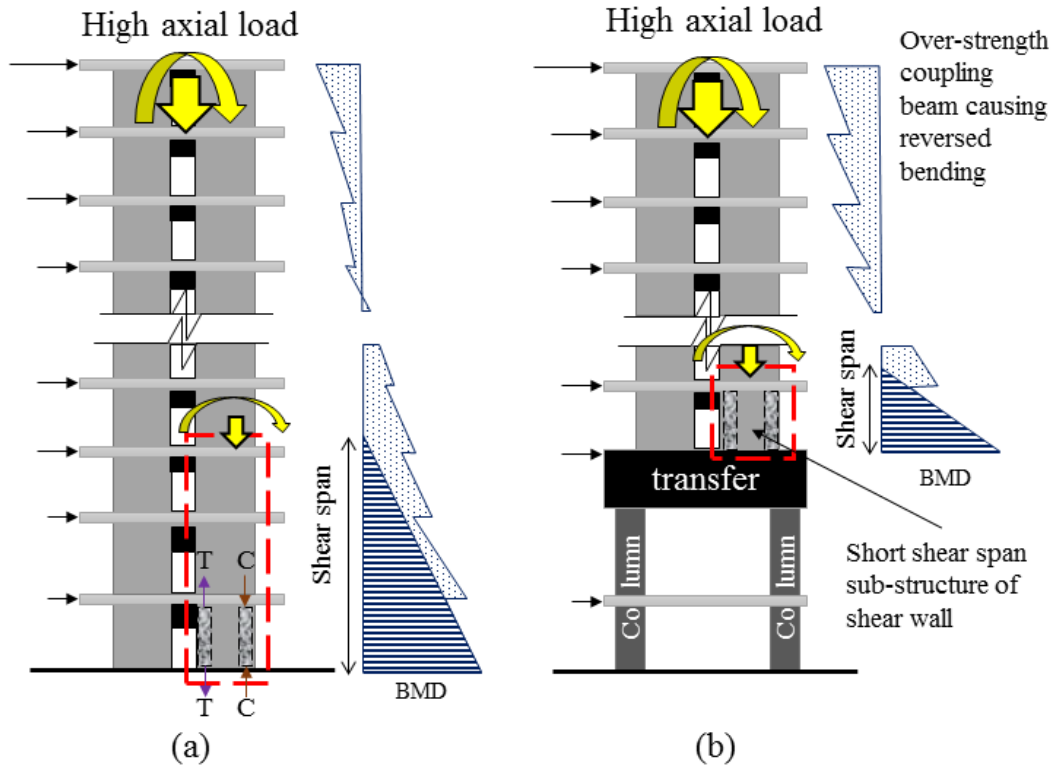 High axial load
T
C
T
C
Shear span
BMD
(a)
High axial load
Over-strength
coupling
beam causing
reversed
bending
Shear span
BMD
transfer
Co lumn
Co lumn
Short shear span
sub-structure of
shear wall
(b)